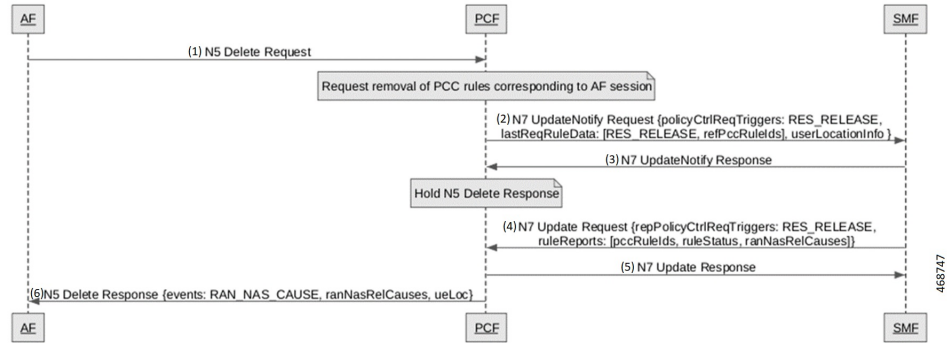 AF
PCF
SMF
(1) N5 Delete Request
Request removal of PCC rules corresponding to AF session
(2) N7 UpdateNotify Request {policyCtrlReqTriggers: RES_RELEASE,
lastReqRuleData: [RES_RELEASE, refPccRuleIds], userLocationInfo }
(3) N7 UpdateNotify Response
Hold N5 Delete Response
(4) N7 Update Request {repPolicyCtrlReqTriggers: RES_RELEASE,
ruleReports: [pccRuleIds, ruleStatus, ranNasRelCauses]}
(5) N7 Update Response
(6)N5 Delete Response {events: RAN_NAS_CAUSE, ranNasRelCauses, ueLoc}
AF
PCF
SMF
468747